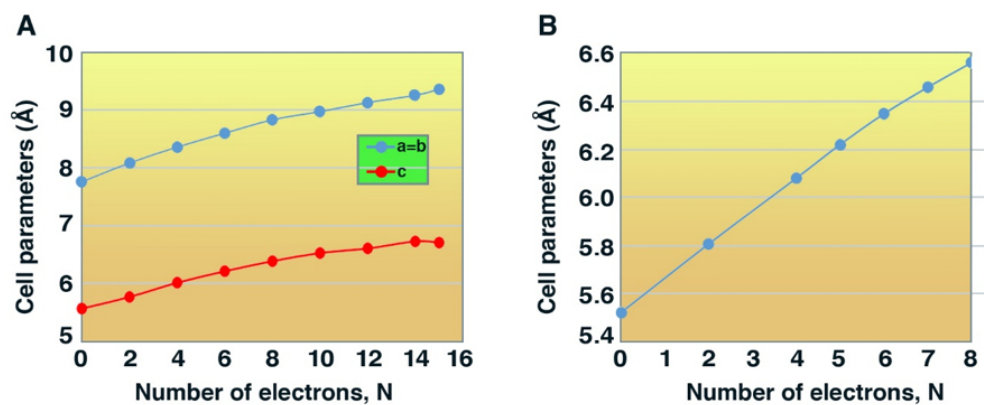 A
Cell parameters (Å)
10
9
8
7
6
5
a=b
c
0 2 4 6 8 10 12 14 16
Number of electrons, N
B
Cell parameters (Å)
6.6
6.4
6.2
6.0
5.8
5.6
5.4
0 1 2 3 4 5 6 7 8
Number of electrons, N